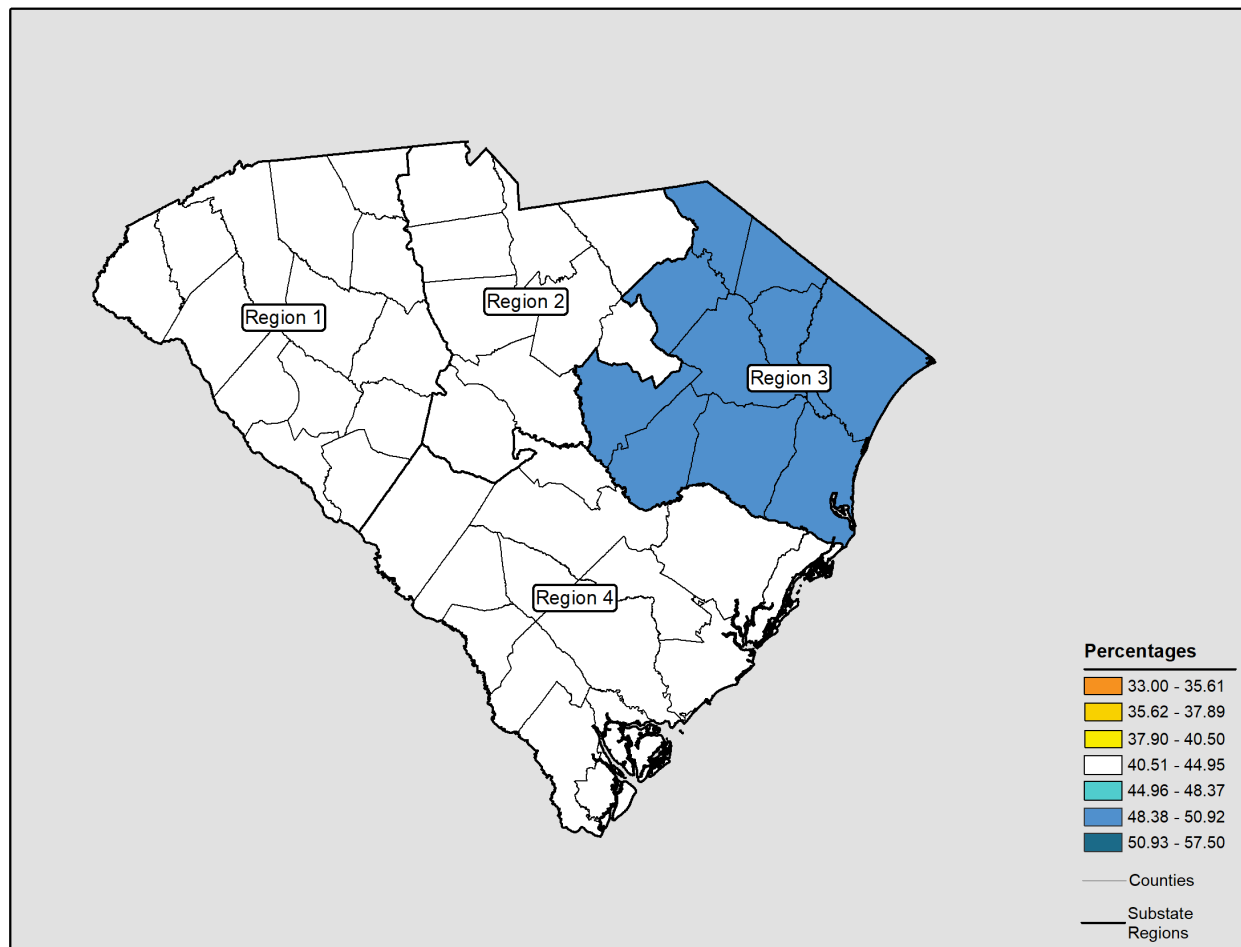 Region 1
Region 2
Region 3
Region 4
Percentages
33.00 - 35.61
35.62 - 37.89
37.90 - 40.50
40.51 - 44.95
44.96 - 48.37
48.38 - 50.92
50.93 - 57.50
Counties
Substate
Regions